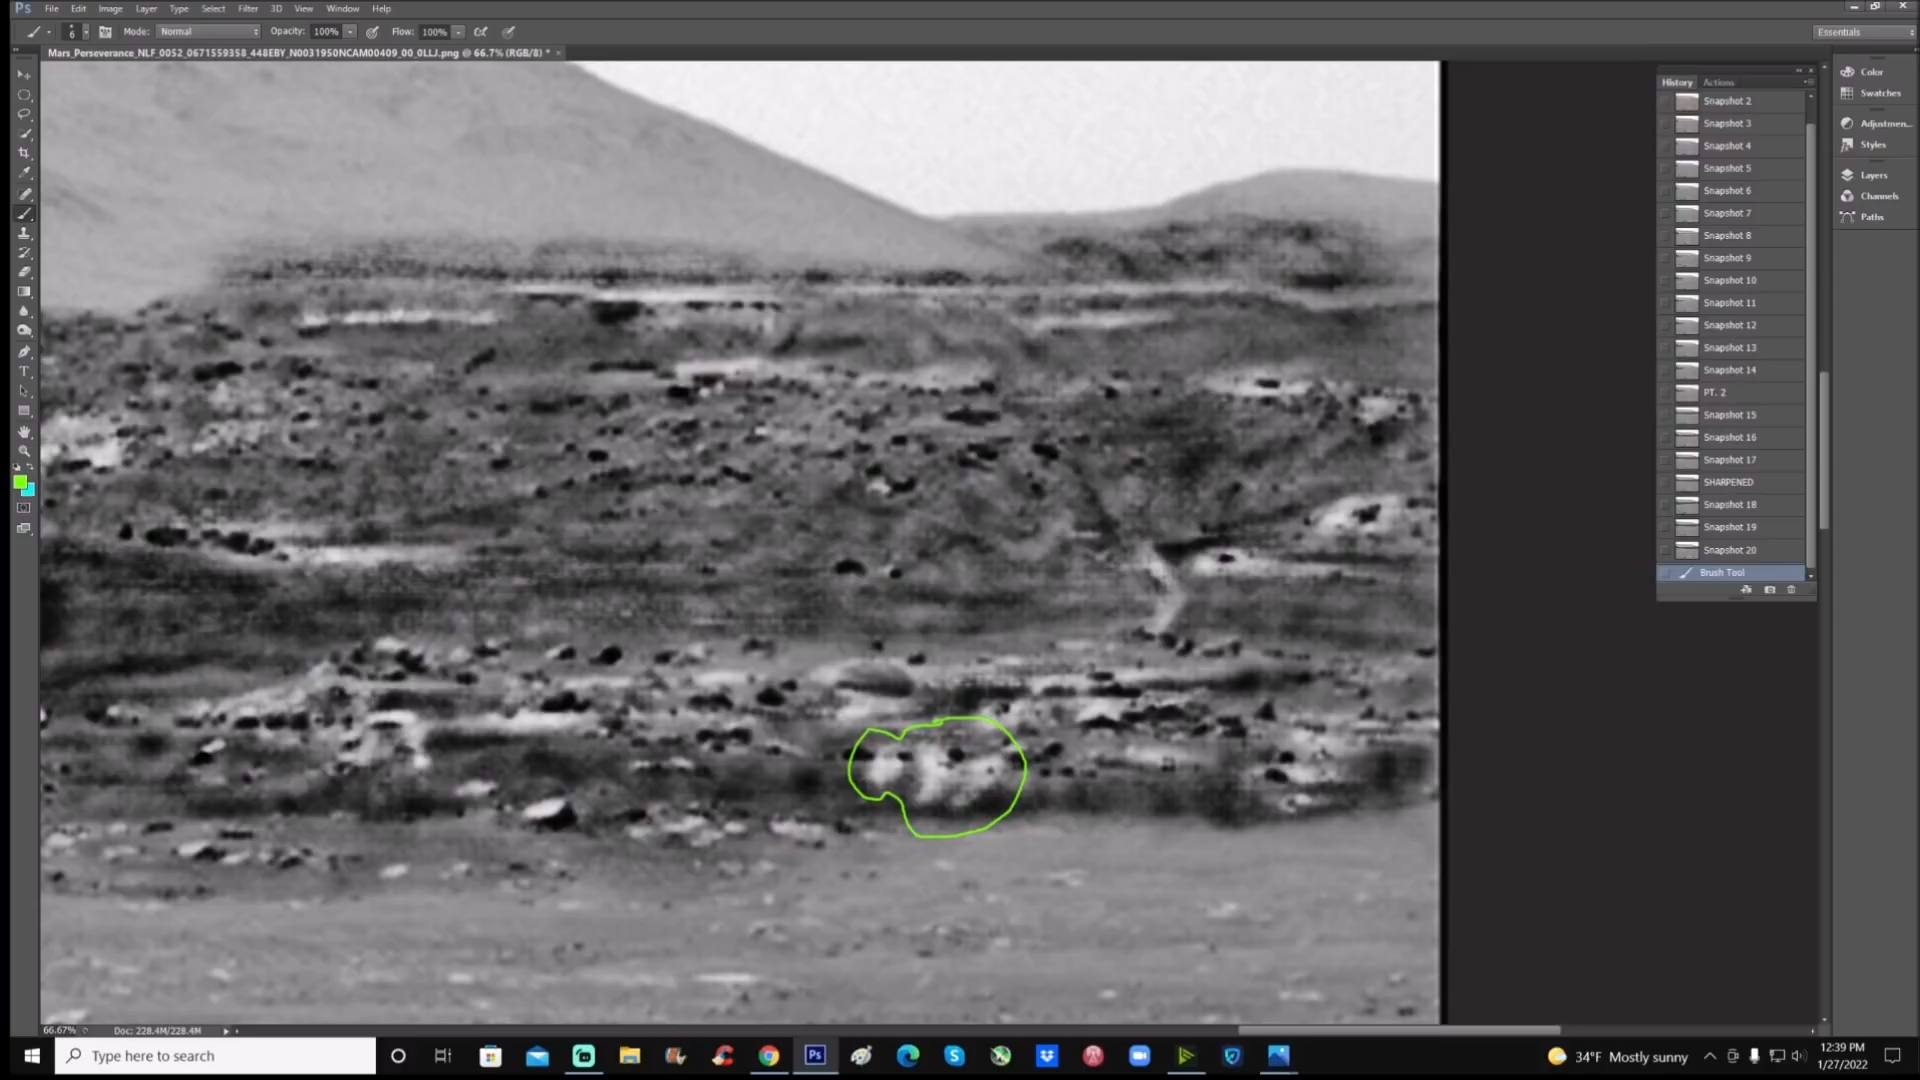 Ps File Edit Image Layer Type Select Filter 3D View Window Help
6 Mode: Normal Opacity: 100% Flow: 100% Essentials
Mars_Perseverance_NLF_0052_0671559358_448EBY_N0031950NCAM00409_00_0LLJ.png @ 66.7% (RGB/8) * ×
History Actions
Snapshot 2
Snapshot 3
Snapshot 4
Snapshot 5
Snapshot 6
Snapshot 7
Snapshot 8
Snapshot 9
Snapshot 10
Snapshot 11
Snapshot 12
Snapshot 13
Snapshot 14
PT. 2
Snapshot 15
Snapshot 16
Snapshot 17
SHARPENED
Snapshot 18
Snapshot 19
Snapshot 20
Brush Tool
Color
Swatches
Adjustmen...
Styles
Layers
Channels
Paths
66.67% Doc: 228.4M/228.4M
Type here to search
Ps
34°F Mostly sunny
12:39 PM
1/27/2022